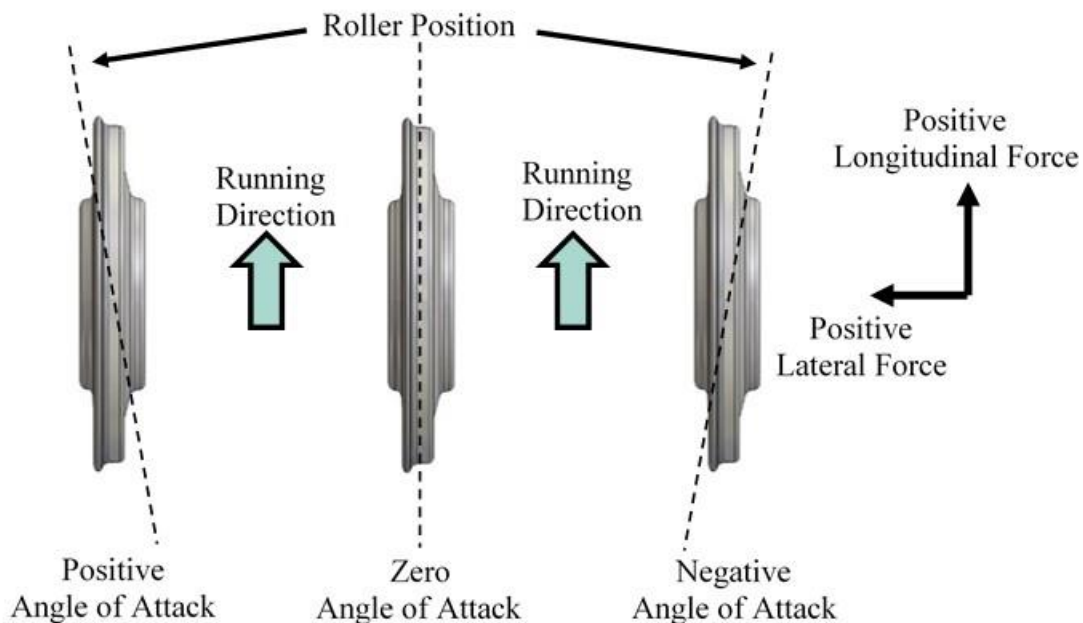 Roller Position
Running
Direction
Running
Direction
Positive
Longitudinal Force
Positive
Lateral Force
Positive
Angle of Attack
Zero
Angle of Attack
Negative
Angle of Attack